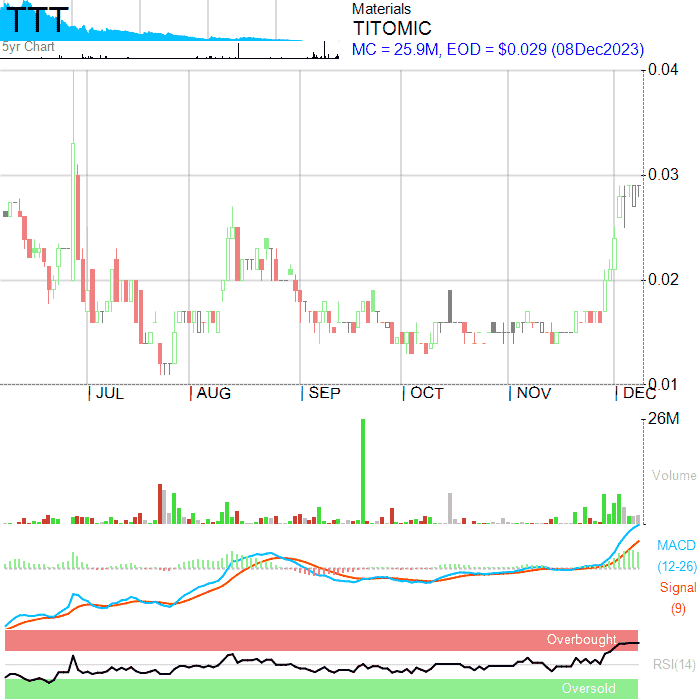 TTT
5yr Chart
Materials
TITOMIC
MC = 25.9M, EOD = $0.029 (08Dec2023)
0.04
0.03
0.02
0.01
JUL AUG SEP OCT NOV DEC
26M
Volume
MACD
(12-26)
Signal
(9)
Overbought
RSI(14)
Oversold